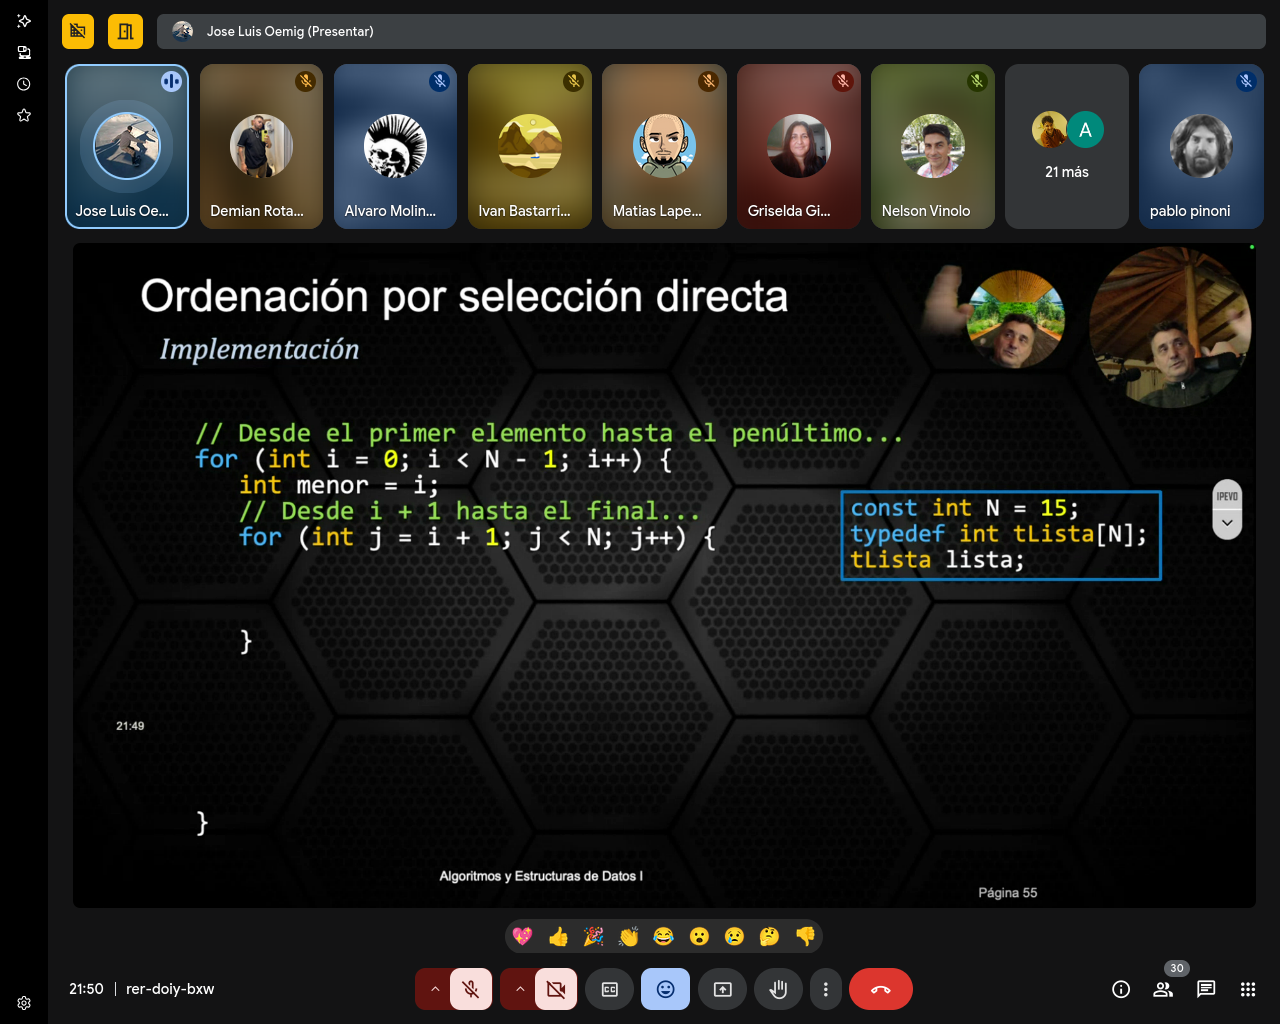 Jose Luis Oemig (Presentar)
Jose Luis Oe...
Demian Rota...
Alvaro Molin...
Ivan Bastarri...
Matias Lape...
Griselda Gi...
Nelson Vinolo
A
21 más
pablo pinoni
Ordenación por selección directa
Implementación
// Desde el primer elemento hasta el penúltimo...
for (int i = 0; i < N - 1; i++) {
int menor = i;
// Desde i + 1 hasta el final...
for (int j = i + 1; j < N; j++) {
}
}
const int N = 15;
typedef int tLista[N];
tLista lista;
IPEVO
21:49
Algoritmos y Estructuras de Datos I
Página 55
21:50 | rer-doiy-bxw
30